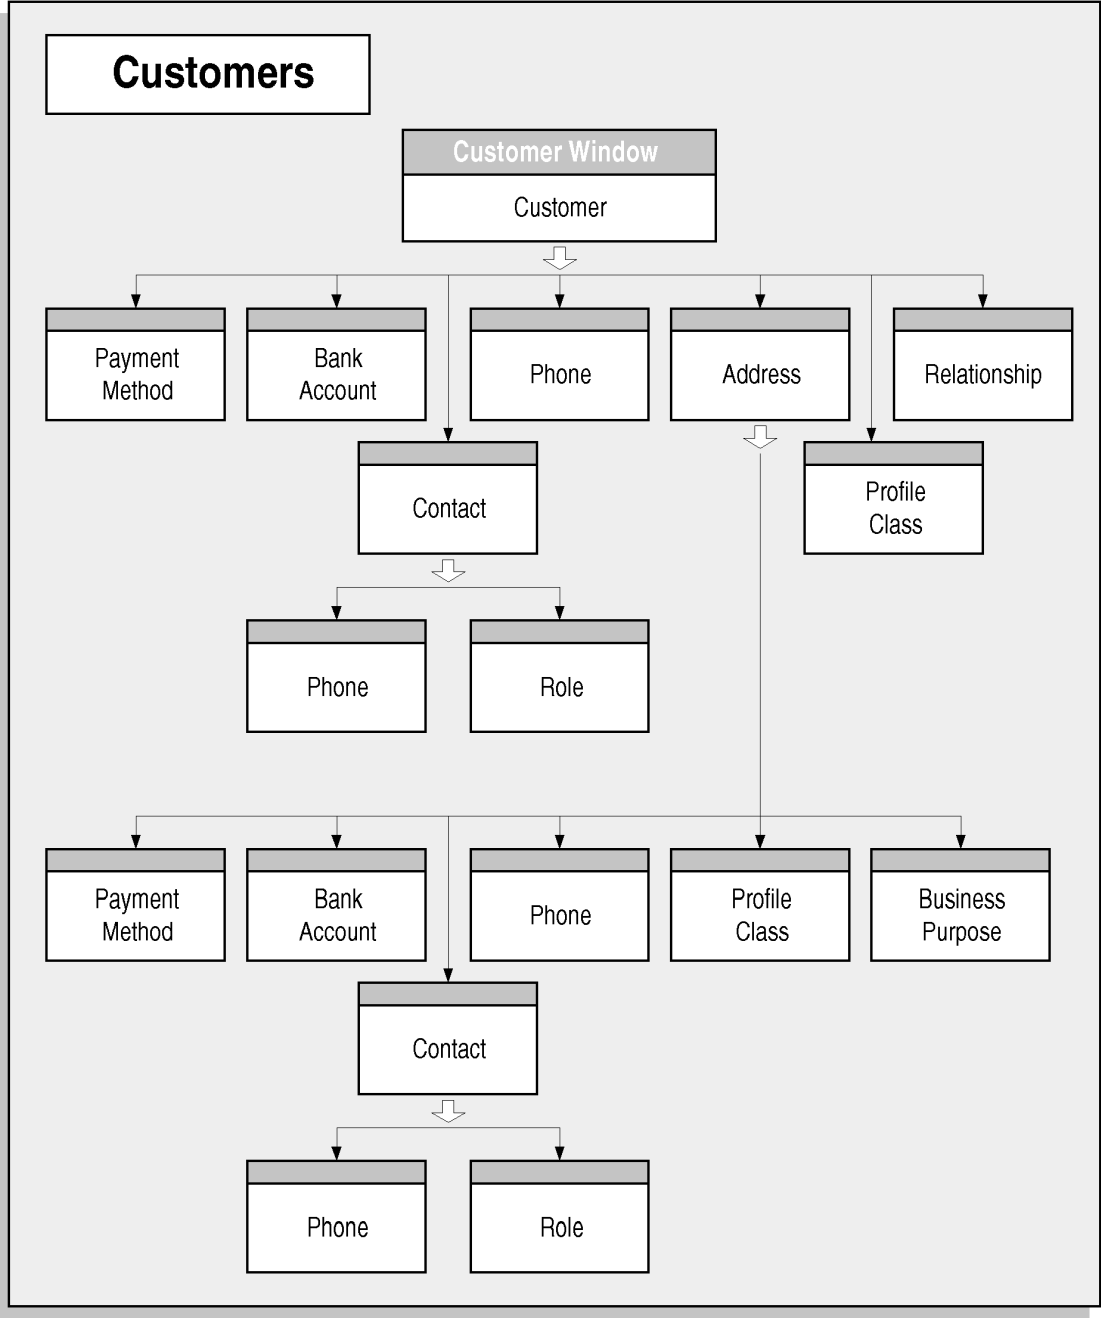 Customers
Customer Window
Customer
Payment
Method
Bank
Account
Phone
Address
Relationship
Contact
Profile
Class
Phone
Role
Payment
Method
Bank
Account
Phone
Profile
Class
Business
Purpose
Contact
Phone
Role